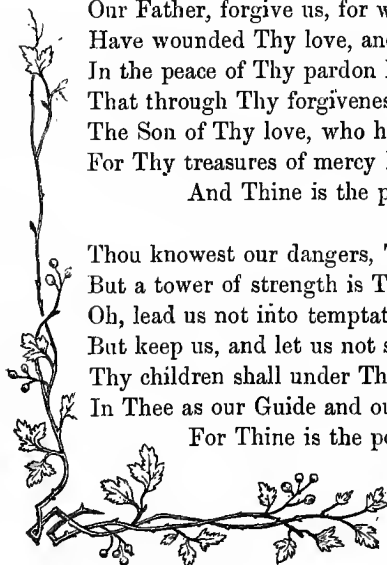 Our Father, forgive us, for w
Have wounded Thy love, an
In the peace of Thy pardon
That through Thy forgivenes
The Son of Thy love, who h
For Thy treasures of mercy
And Thine is the p
Thou knowest our dangers,
But a tower of strength is T
Oh, lead us not into temptat
But keep us, and let us not s
Thy children shall under Th
In Thee as our Guide and ou
For Thine is the po